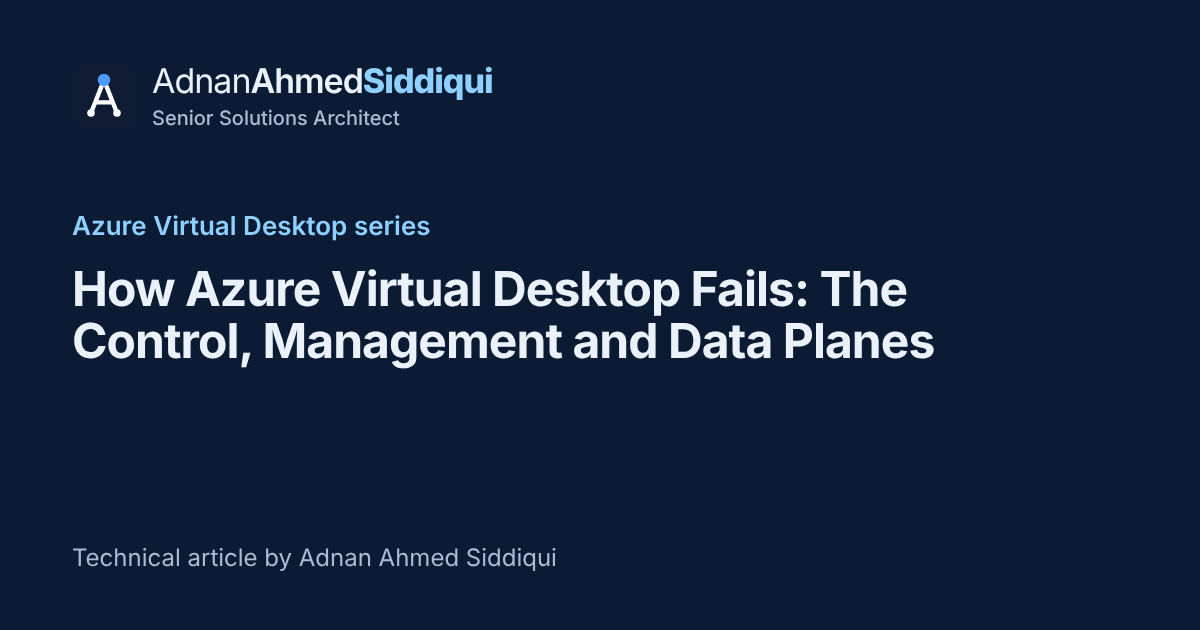 AdnanAhmedSiddiqui
Senior Solutions Architect
Azure Virtual Desktop series
How Azure Virtual Desktop Fails: The
Control, Management and Data Planes
Technical article by Adnan Ahmed Siddiqui